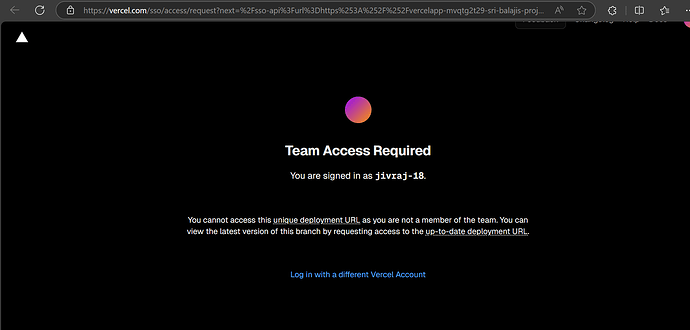 https://vercel.com/sso/access/request?next=%2Fsso-api%3Furl%3Dhttps%253A%252F%252Fvercelapp-mvqtg2t29-sri-balajis-proj...
Team Access Required
You are signed in as jivraj-18.
You cannot access this unique deployment URL as you are not a member of the team. You can
view the latest version of this branch by requesting access to the up-to-date deployment URL.
Log in with a different Vercel Account